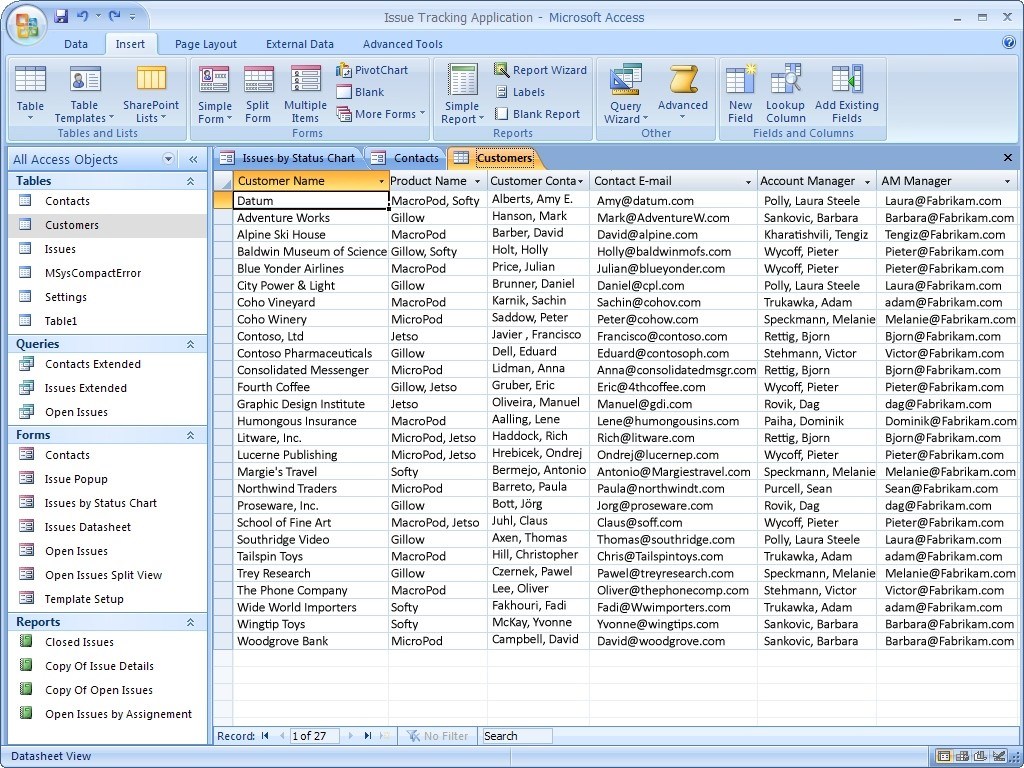 Issue Tracking Application - Microsoft Access
Data Insert Page Layout External Data Advanced Tools
Table
Table Templates
SharePoint Lists
Tables and Lists
Simple Form
Split Form
Multiple Items
PivotChart
Blank
More Forms
Forms
Simple Report
Report Wizard
Labels
Blank Report
Reports
Query Wizard
Advanced
Other
New Field
Lookup Column
Add Existing Fields
Fields and Columns
All Access Objects
Tables
Contacts
Customers
Issues
MSysCompactError
Settings
Table1
Queries
Contacts Extended
Issues Extended
Open Issues
Forms
Contacts
Issue Popup
Issues by Status Chart
Issues Datasheet
Open Issues
Open Issues Split View
Template Setup
Reports
Closed Issues
Copy Of Issue Details
Copy Of Open Issues
Open Issues by Assignement
Issues by Status Chart Contacts Customers
Customer Name Product Name Customer Conta Contact E-mail Account Manager AM Manager
Datum MacroPod, Softy Alberts, Amy E. Amy@datum.com Polly, Laura Steele Laura@Fabrikam.com
Adventure Works Gillow Hanson, Mark Mark@AdventureW.com Sankovic, Barbara Barbara@Fabrikam.com
Alpine Ski House MacroPod Barber, David David@alpine.com Kharatishvili, Tengiz Tengiz@Fabrikam.com
Baldwin Museum of Science Gillow, Softy Holt, Holly Holly@baldwinmofs.com Wycoff, Pieter Pieter@Fabrikam.com
Blue Yonder Airlines MacroPod Price, Julian Julian@blueyonder.com Wycoff, Pieter Pieter@Fabrikam.com
City Power & Light Gillow Brunner, Daniel Daniel@cpl.com Polly, Laura Steele Laura@Fabrikam.com
Coho Vineyard MacroPod Karnik, Sachin Sachin@cohov.com Trukawka, Adam adam@Fabrikam.com
Coho Winery MicroPod Saddow, Peter Peter@cohow.com Speckmann, Melanie Melanie@Fabrikam.com
Contoso, Ltd Jetso Javier , Francisco Francisco@contoso.com Rettig, Bjorn Bjorn@Fabrikam.com
Contoso Pharmaceuticals Gillow Dell, Eduard Eduard@contosoph.com Stehmann, Victor Victor@Fabrikam.com
Consolidated Messenger MicroPod Lidman, Anna Anna@consolidatedmsgr.com Rettig, Bjorn Bjorn@Fabrikam.com
Fourth Coffee Gillow, Jetso Gruber, Eric Eric@4thcoffee.com Wycoff, Pieter Pieter@Fabrikam.com
Graphic Design Institute Jetso Oliveira, Manuel Manuel@gdi.com Rovik, Dag dag@Fabrikam.com
Humongous Insurance MacroPod Aalling, Lene Lene@humongousins.com Paiha, Dominik Dominik@Fabrikam.com
Litware, Inc. MicroPod, Jetso Haddock, Rich Rich@litware.com Rettig, Bjorn Bjorn@Fabrikam.com
Lucerne Publishing MicroPod, Jetso Hrebicek, Ondrej Ondrej@lucernep.com Wycoff, Pieter Pieter@Fabrikam.com
Margie's Travel Softy Bermejo, Antonio Antonio@Margiestravel.com Speckmann, Melanie Melanie@Fabrikam.com
Northwind Traders MicroPod Barreto, Paula Paula@northwindt.com Purcell, Sean Sean@Fabrikam.com
Proseware, Inc. Gillow Bott, Jörg Jorg@proseware.com Rovik, Dag dag@Fabrikam.com
School of Fine Art MacroPod, Jetso Juhl, Claus Claus@soff.com Wycoff, Pieter Pieter@Fabrikam.com
Southridge Video Gillow Axen, Thomas Thomas@southridge.com Polly, Laura Steele Laura@Fabrikam.com
Tailspin Toys MacroPod Hill, Christopher Chris@Tailspintoys.com Trukawka, Adam adam@Fabrikam.com
Trey Research Gillow Czernek, Pawel Pawel@treyresearch.com Speckmann, Melanie Melanie@Fabrikam.com
The Phone Company MacroPod Lee, Oliver Oliver@thephonecomp.com Stehmann, Victor Victor@Fabrikam.com
Wide World Importers Softy Fakhouri, Fadi Fadi@Wwimporters.com Trukawka, Adam adam@Fabrikam.com
Wingtip Toys Softy McKay, Yvonne Yvonne@wingtips.com Sankovic, Barbara Barbara@Fabrikam.com
Woodgrove Bank MicroPod Campbell, David David@woodgrove.com Sankovic, Barbara Barbara@Fabrikam.com
Record: 1 of 27 No Filter Search
Datasheet View